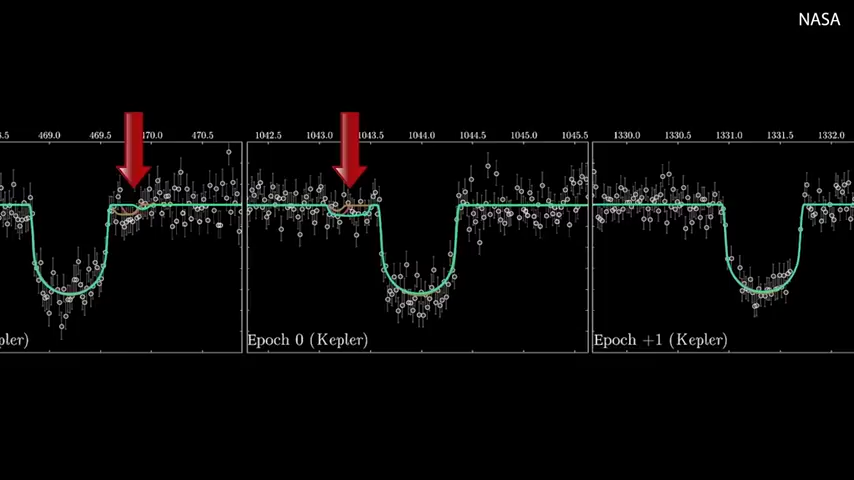 NASA
469.0 469.5 470.5
1042.5 1043.0 1043.5 1044.0 1044.5 1045.0 1045.5
1330.0 1330.5 1331.0 1331.5 1332.0
Epoch 0 (Kepler)
Epoch +1 (Kepler)